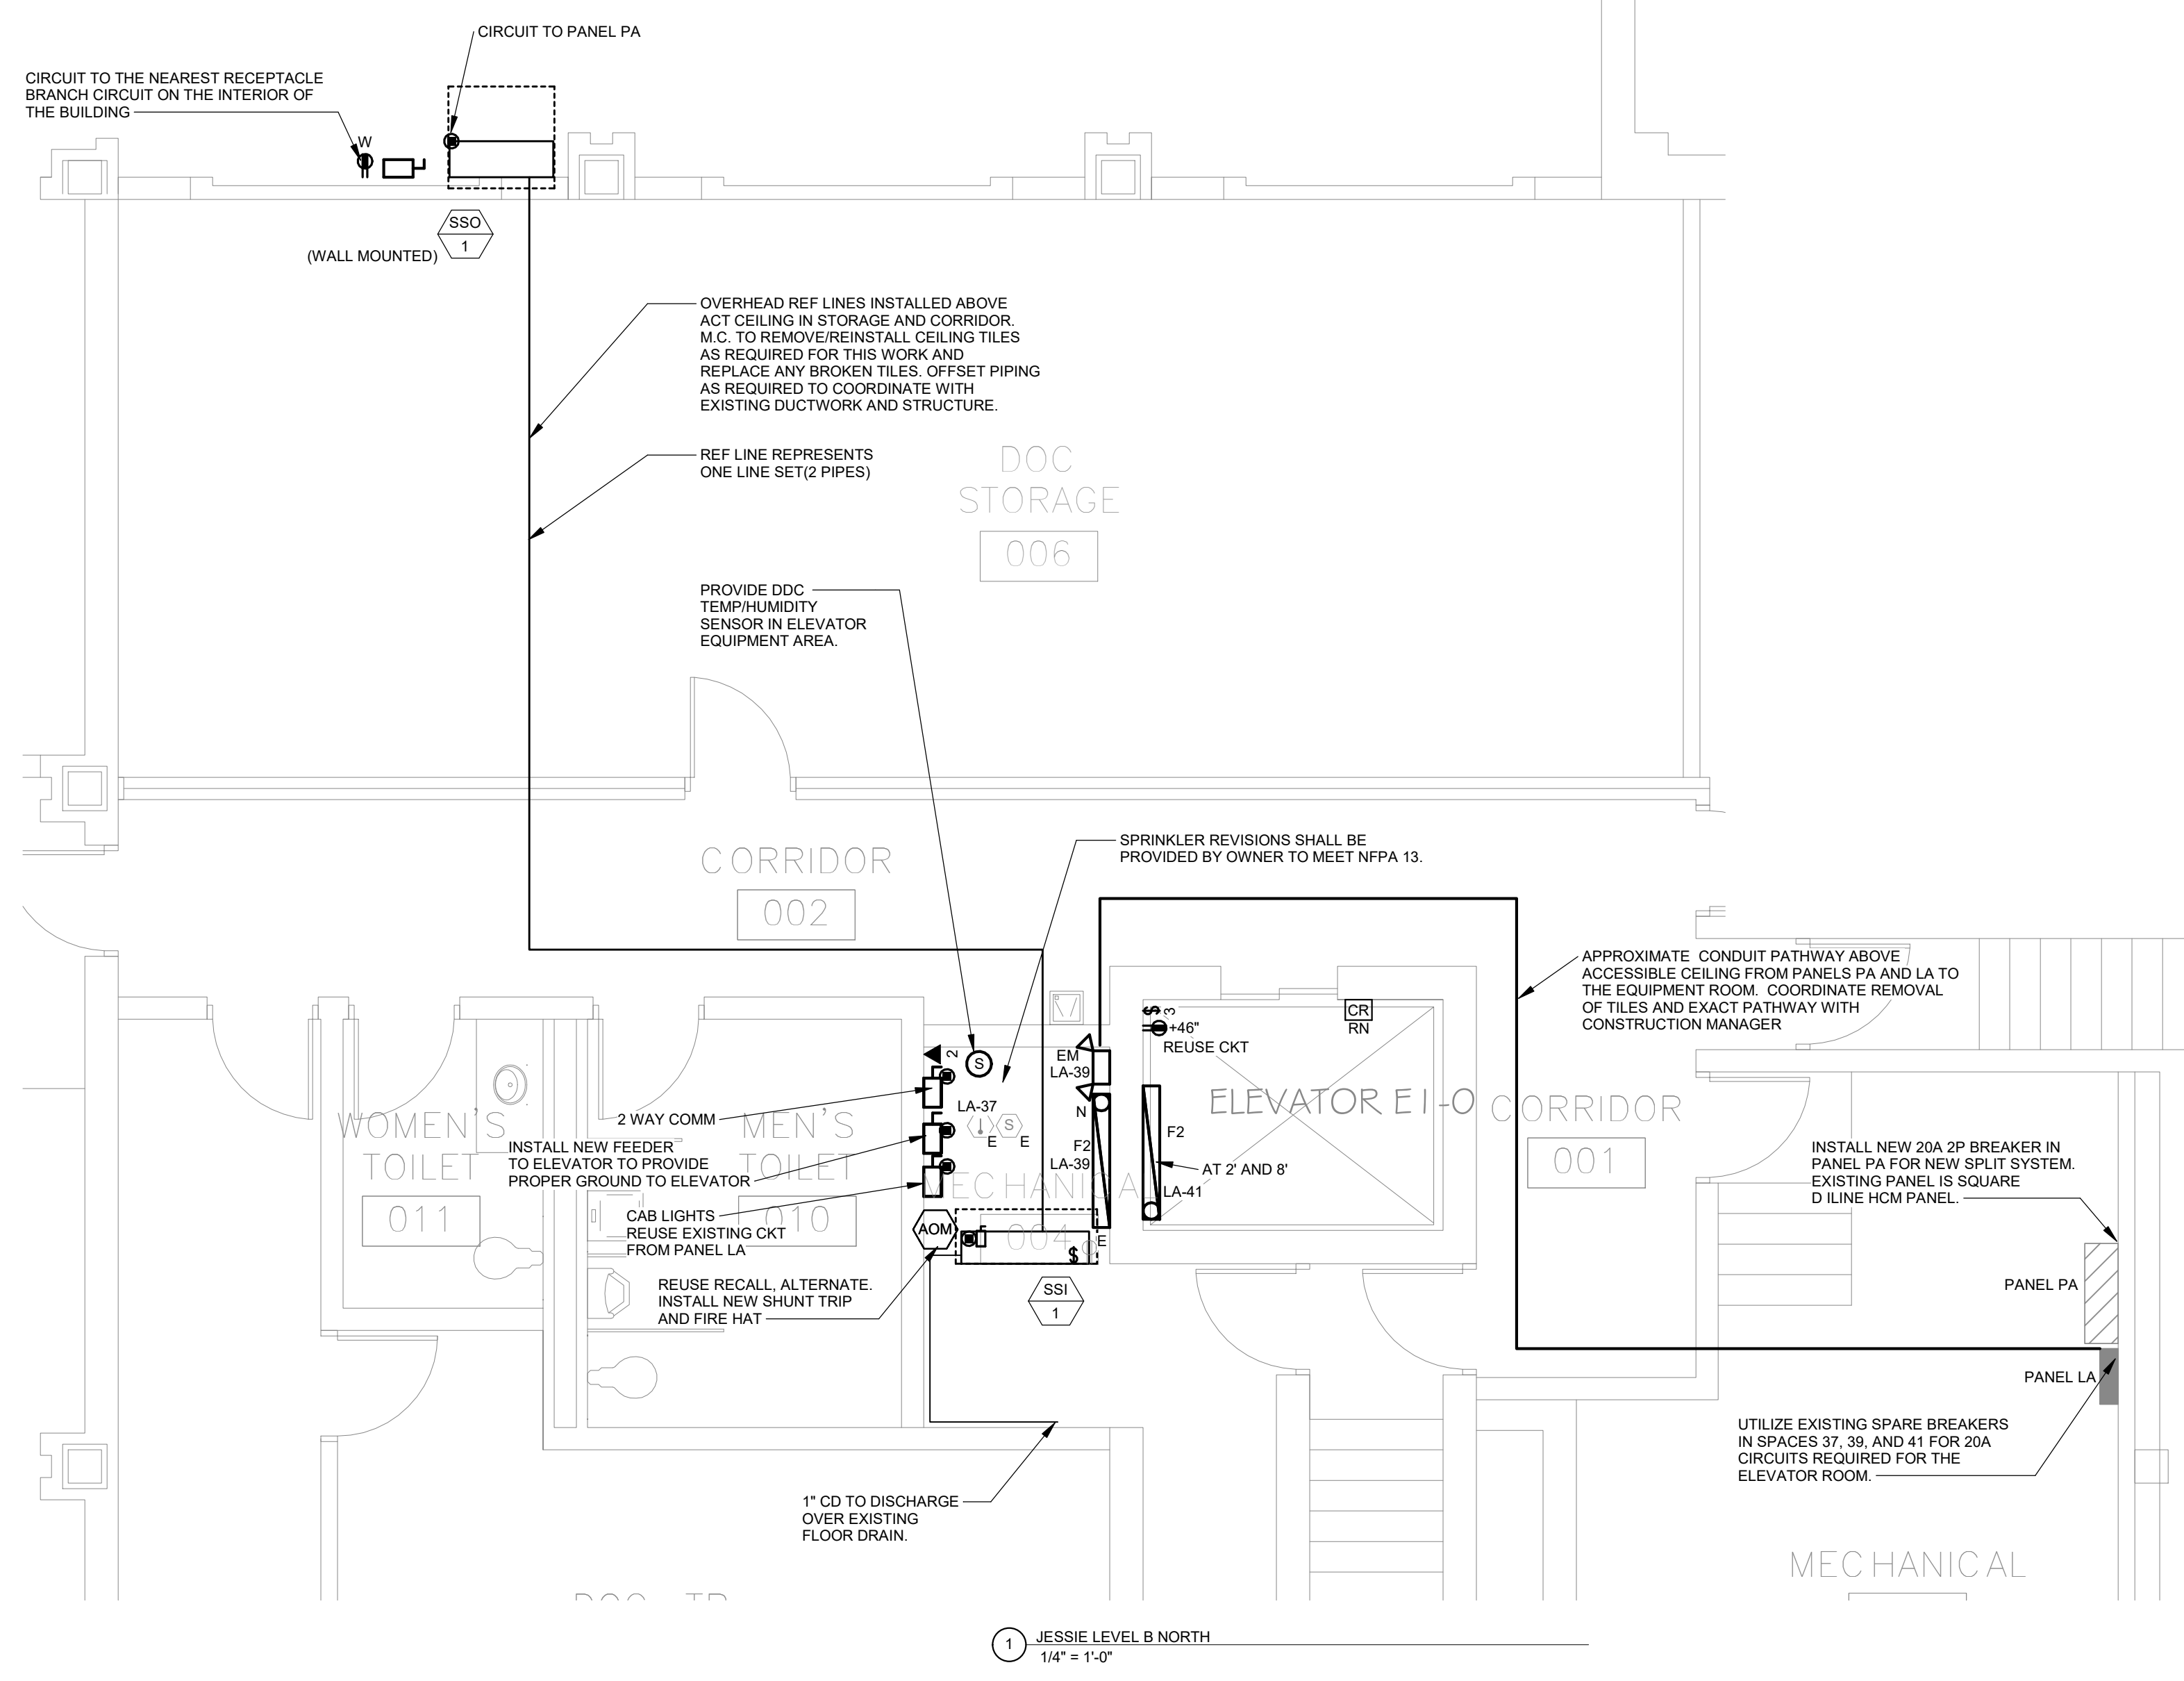 CIRCUIT TO PANEL PA
CIRCUIT TO THE NEAREST RECEPTACLE
BRANCH CIRCUIT ON THE INTERIOR OF
THE BUILDING
W
SSO
1
(WALL MOUNTED)
OVERHEAD REF LINES INSTALLED ABOVE
ACT CEILING IN STORAGE AND CORRIDOR.
M.C. TO REMOVE/REINSTALL CEILING TILES
AS REQUIRED FOR THIS WORK AND
REPLACE ANY BROKEN TILES. OFFSET PIPING
AS REQUIRED TO COORDINATE WITH
EXISTING DUCTWORK AND STRUCTURE.
REF LINE REPRESENTS
ONE LINE SET(2 PIPES)
DOC
STORAGE
006
PROVIDE DDC
TEMP/HUMIDITY
SENSOR IN ELEVATOR
EQUIPMENT AREA.
SPRINKLER REVISIONS SHALL BE
PROVIDED BY OWNER TO MEET NFPA 13.
CORRIDOR
002
APPROXIMATE  CONDUIT PATHWAY ABOVE
ACCESSIBLE CEILING FROM PANELS PA AND LA TO
THE EQUIPMENT ROOM.  COORDINATE REMOVAL
OF TILES AND EXACT PATHWAY WITH
CONSTRUCTION MANAGER
$
3
+46"
REUSE CKT
CR
RN
2
S
EM
LA-39
N
LA-37
S
E
E
F2
LA-39
F2
AT 2' AND 8'
LA-41
ELEVATOR E1-0
CORRIDOR
001
WOMEN'S
TOILET
011
MEN'S
TOILET
010
2 WAY COMM
INSTALL NEW FEEDER
TO ELEVATOR TO PROVIDE
PROPER GROUND TO ELEVATOR
CAB LIGHTS
REUSE EXISTING CKT
FROM PANEL LA
MECHANICAL
004
AOM
E
$
REUSE RECALL, ALTERNATE.
INSTALL NEW SHUNT TRIP
AND FIRE HAT
SSI
1
INSTALL NEW 20A 2P BREAKER IN
PANEL PA FOR NEW SPLIT SYSTEM.
EXISTING PANEL IS SQUARE
D ILINE HCM PANEL.
PANEL PA
PANEL LA
UTILIZE EXISTING SPARE BREAKERS
IN SPACES 37, 39, AND 41 FOR 20A
CIRCUITS REQUIRED FOR THE
ELEVATOR ROOM.
1" CD TO DISCHARGE
OVER EXISTING
FLOOR DRAIN.
MECHANICAL
1
JESSIE LEVEL B NORTH
1/4" = 1'-0"